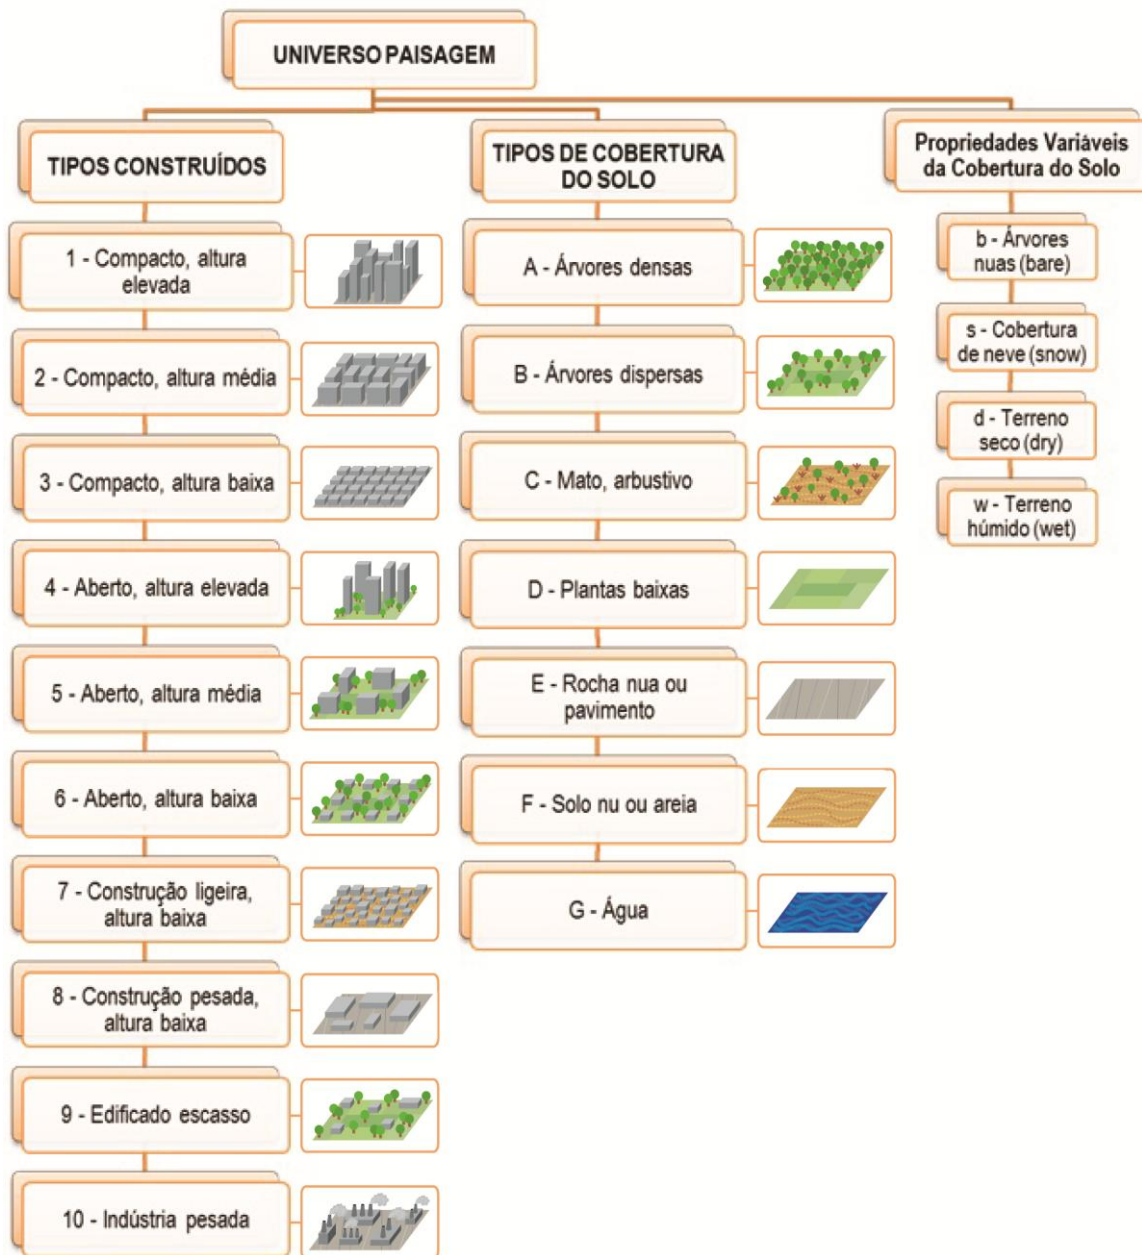 UNIVERSO PAISAGEM
TIPOS CONSTRUÍDOS
1 - Compacto, altura
elevada
2 - Compacto, altura média
3 - Compacto, altura baixa
4 - Aberto, altura elevada
5 - Aberto, altura média
6 - Aberto, altura baixa
7 - Construção ligeira,
altura baixa
8 - Construção pesada,
altura baixa
9 - Edificado escasso
10 - Indústria pesada
TIPOS DE COBERTURA
DO SOLO
A - Árvores densas
B - Árvores dispersas
C - Mato, arbustivo
D - Plantas baixas
E - Rocha nua ou
pavimento
F - Solo nu ou areia
G - Água
Propriedades Variáveis
da Cobertura do Solo
b - Árvores
nuas (bare)
s - Cobertura
de neve (snow)
d - Terreno
seco (dry)
w - Terreno
húmido (wet)